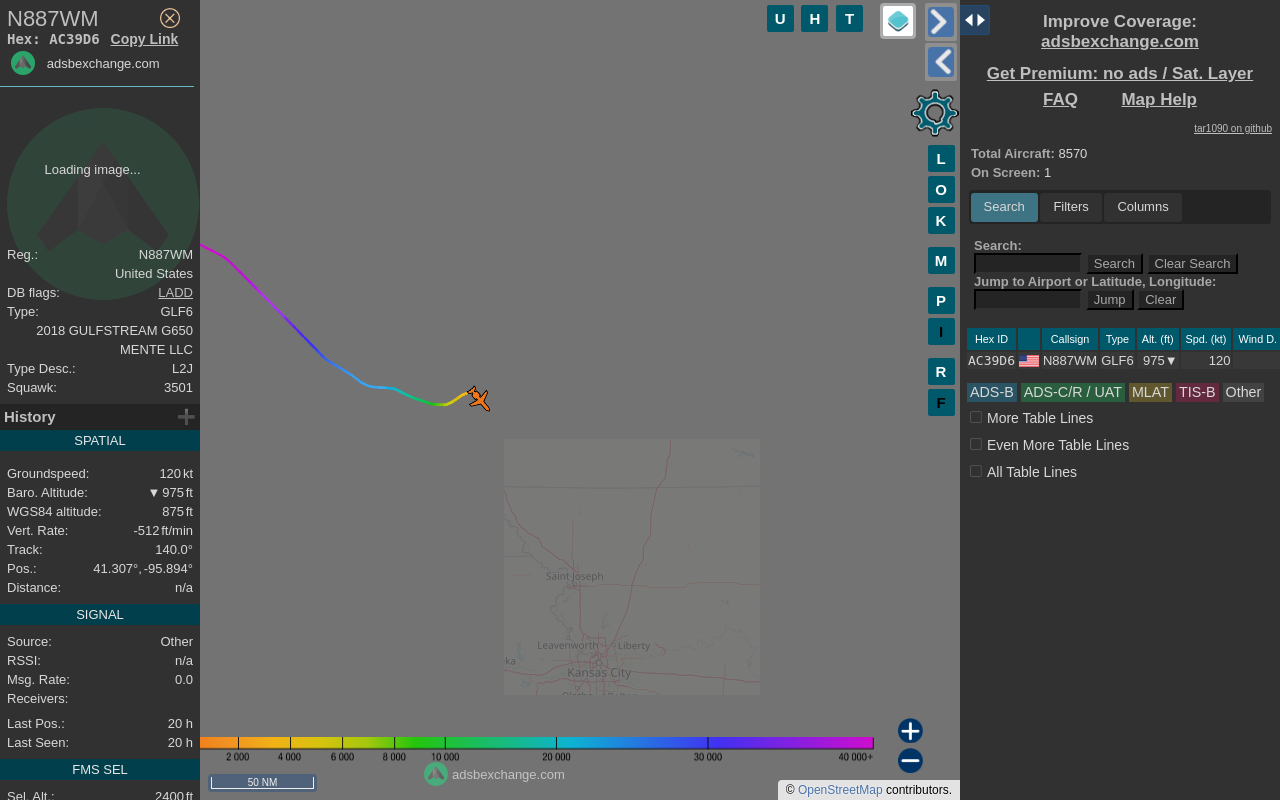 N887WM
Hex: AC39D6 Copy Link
adsbexchange.com
Loading image...
Reg.: N887WM
United States
DB flags: LADD
Type: GLF6
2018 GULFSTREAM G650
MENTE LLC
Type Desc.: L2J
Squawk: 3501
History
SPATIAL
Groundspeed: 120 kt
Baro. Altitude: ▼ 975 ft
WGS84 altitude: 875 ft
Vert. Rate: -512 ft/min
Track: 140.0°
Pos.: 41.307°, -95.894°
Distance: n/a
SIGNAL
Source: Other
RSSI: n/a
Msg. Rate: 0.0
Receivers:
Last Pos.: 20 h
Last Seen: 20 h
FMS SEL
Sel. Alt.: 2400 ft
U H T
L
O
K
M
P
I
R
F
Saint Joseph
Leavenworth Liberty
ka
Kansas City
2 000 4 000 6 000 8 000 10 000 20 000 30 000 40 000+
adsbexchange.com
50 NM
© OpenStreetMap contributors.
Improve Coverage:
adsbexchange.com
Get Premium: no ads / Sat. Layer
FAQ Map Help
tar1090 on github
Total Aircraft: 8570
On Screen: 1
Search Filters Columns
Search:
Search Clear Search
Jump to Airport or Latitude, Longitude:
Jump Clear
Hex ID Callsign Type Alt. (ft) Spd. (kt) Wind D.
AC39D6 N887WM GLF6 975▼ 120
ADS-B ADS-C/R / UAT MLAT TIS-B Other
More Table Lines
Even More Table Lines
All Table Lines